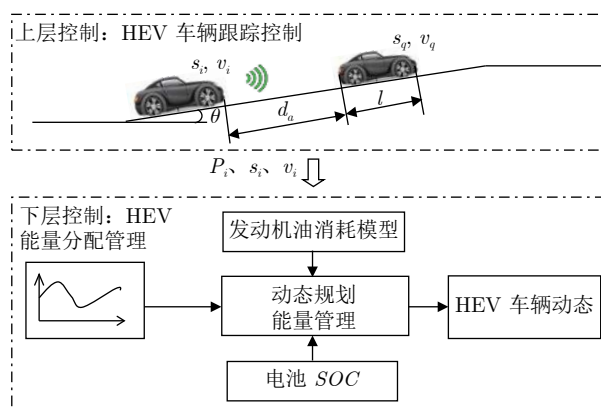 上层控制：HEV 车辆跟踪控制
s_i, v_i
s_q, v_q
θ
d_a
l
P_i、s_i、v_i
下层控制：HEV
能量分配管理
发动机油消耗模型
动态规划
能量管理
HEV 车辆动态
电池 SOC